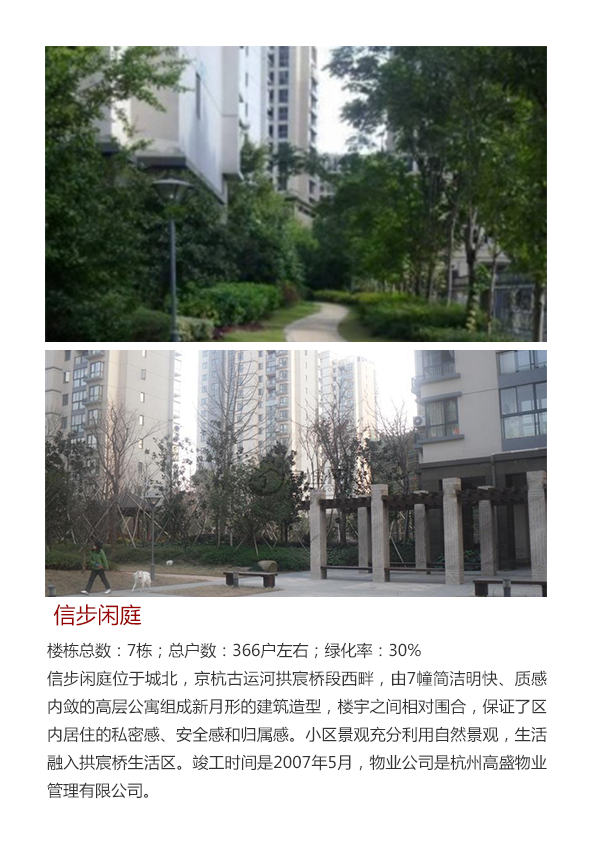 信步闲庭
楼栋总数：7栋；总户数：366户左右；绿化率：30%
信步闲庭位于城北，京杭古运河拱宸桥段西畔，由7幢简洁明快、质感
内敛的高层公寓组成新月形的建筑造型，楼宇之间相对围合，保证了区
内居住的私密感、安全感和归属感。小区景观充分利用自然景观，生活
融入拱宸桥生活区。竣工时间是2007年5月，物业公司是杭州高盛物业
管理有限公司。